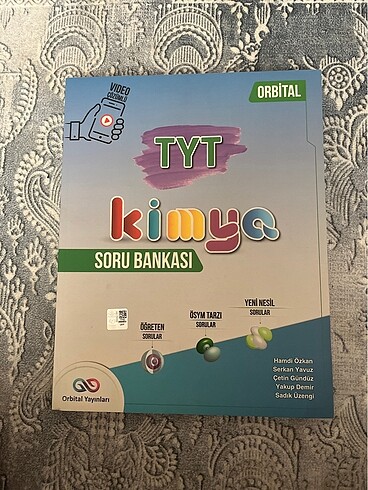 VIDEO
ÇÖZÜMLÜ
ORBİTAL
TYT
kimya
SORU BANKASI
ÖĞRETEN
SORULAR
ÖSYM TARZI
SORULAR
YENİ NESİL
SORULAR
Hamdi Özkan
Serkan Yavuz
Çetin Gündüz
Yakup Demir
Sadık Üzengi
Orbital Yayınları